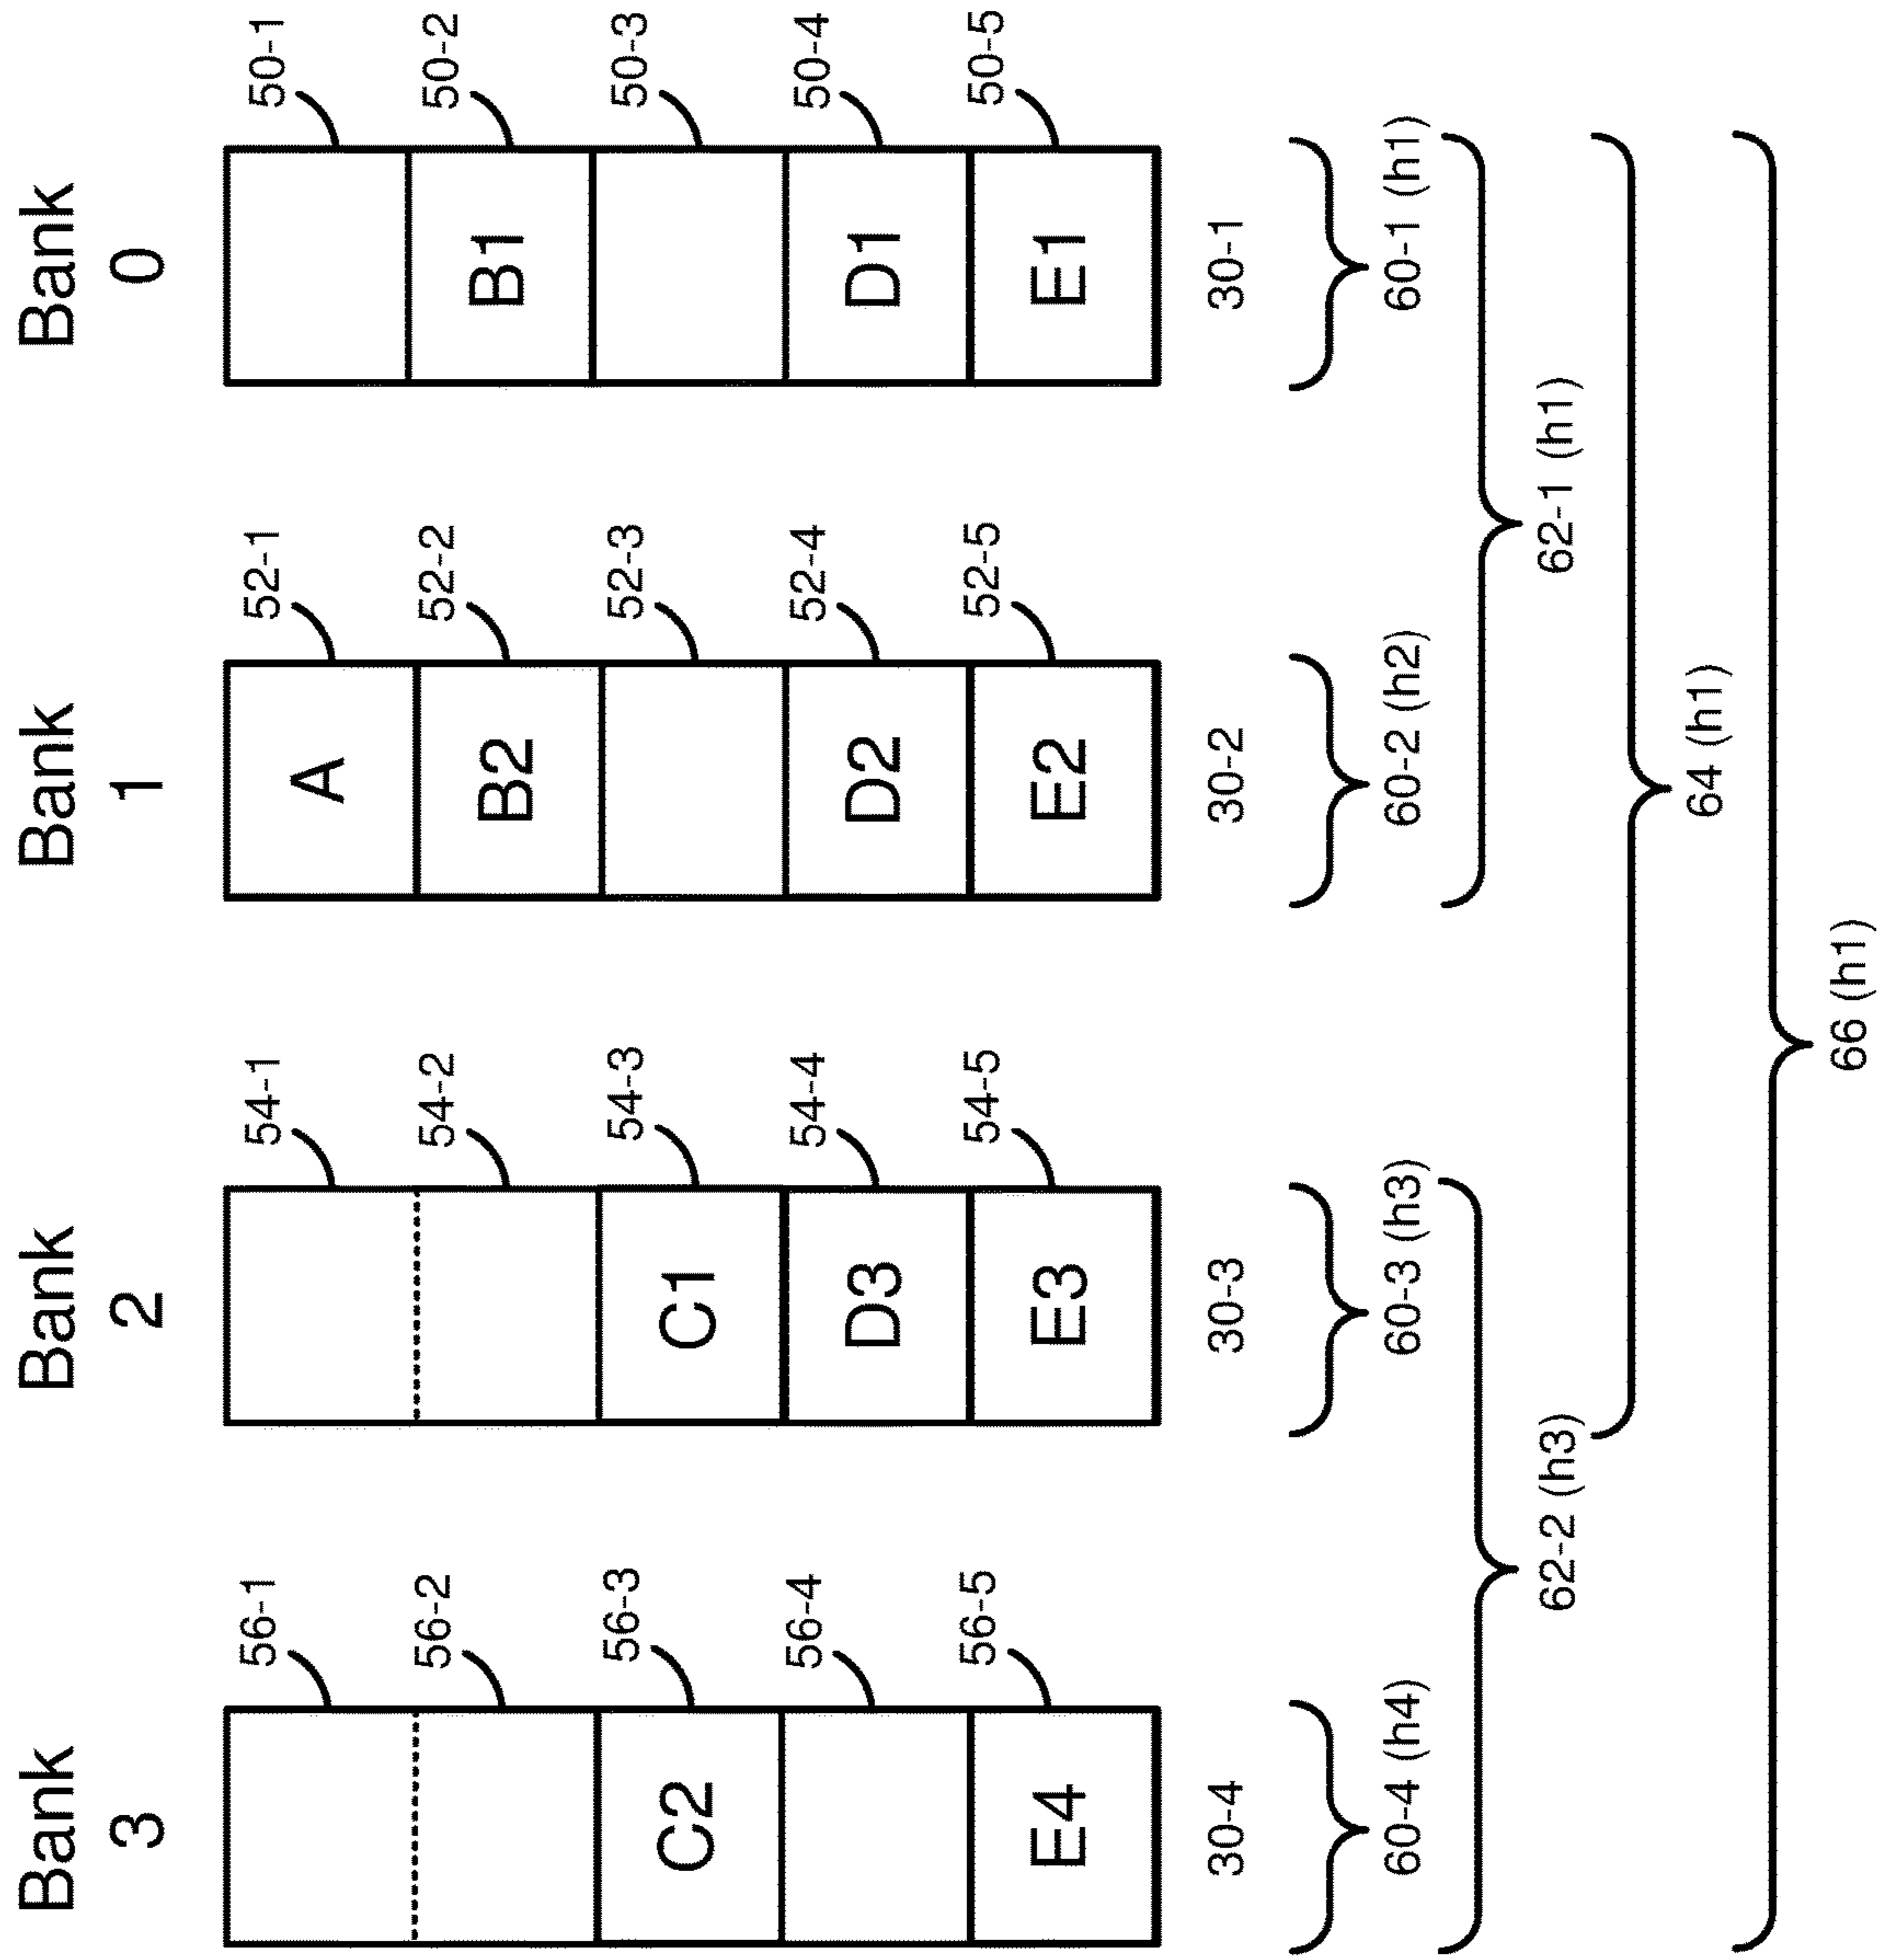 Bank 3
Bank 2
Bank 1
Bank 0
56-1
54-1
52-1
50-1
A
56-2
54-2
52-2
50-2
B2
B1
56-3
54-3
52-3
50-3
C2
C1
56-4
54-4
52-4
50-4
D3
D2
D1
56-5
54-5
52-5
50-5
E4
E3
E2
E1
30-4
30-3
30-2
30-1
60-4 (h4)
60-3 (h3)
60-2 (h2)
60-1 (h1)
62-2 (h3)
62-1 (h1)
64 (h1)
66 (h1)